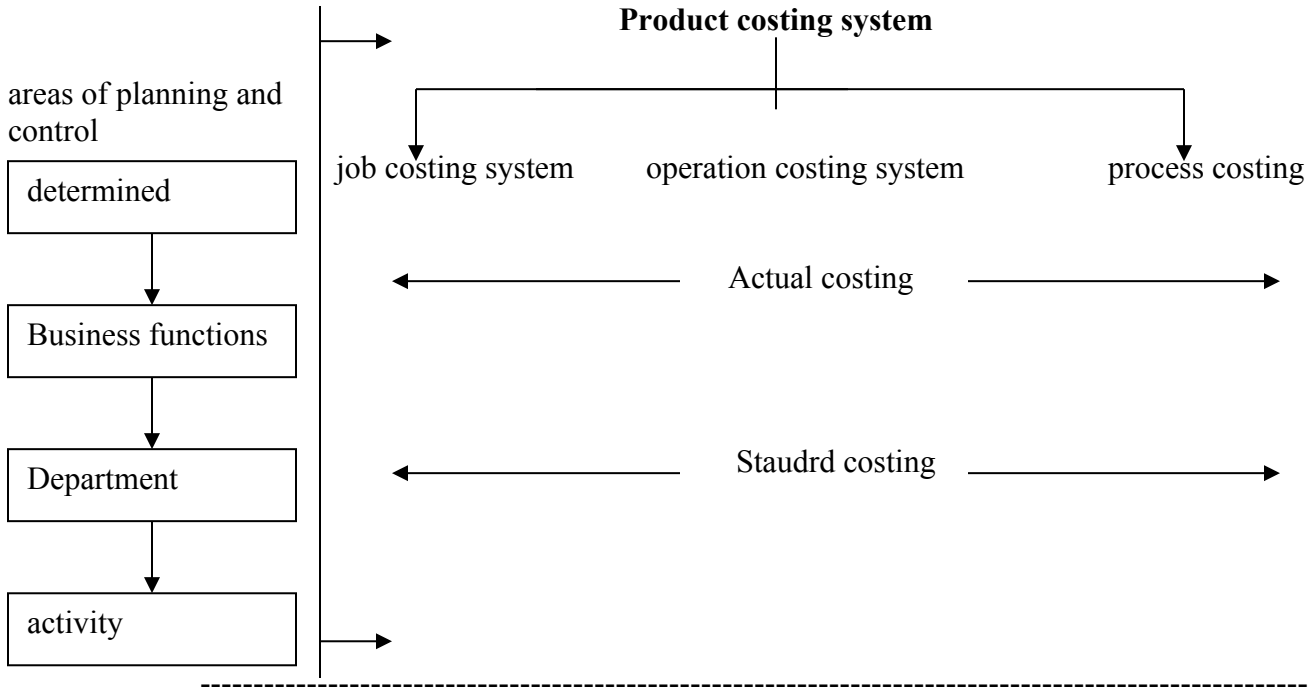 Product costing system
areas of planning and
control
job costing system
operation costing system
process costing
determined
Actual costing
Business functions
Staudrd costing
Department
activity